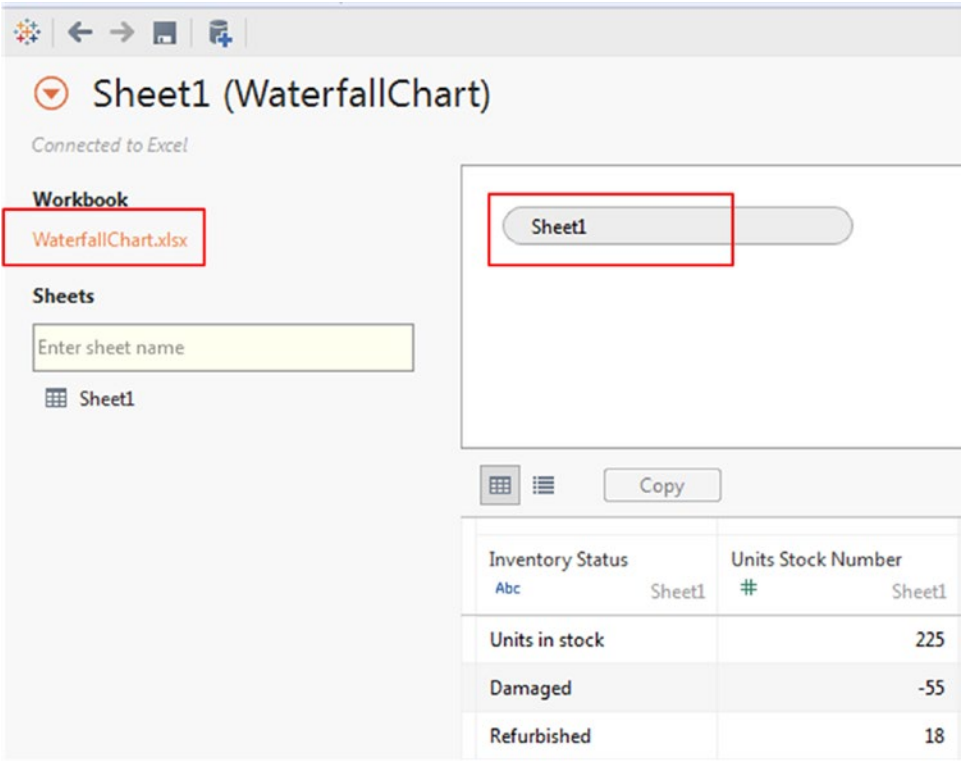 Sheet1 (WaterfallChart)
Connected to Excel
Workbook
WaterfallChart.xlsx
Sheets
Enter sheet name
Sheet1
Sheet1
Copy
Inventory Status Units Stock Number
Abc Sheet1 # Sheet1
Units in stock 225
Damaged -55
Refurbished 18